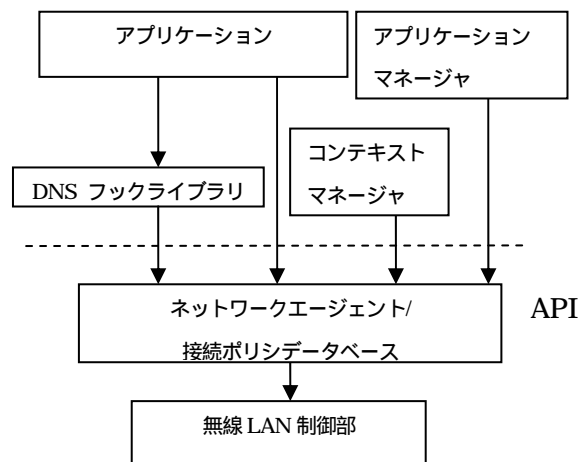 アプリケーション
アプリケーション
マネージャ
コンテキスト
マネージャ
DNS フックライブラリ
ネットワークエージェント/
接続ポリシデータベース
API
無線 LAN 制御部